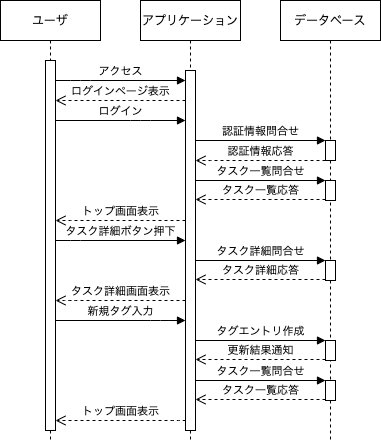 ユーザ
アプリケーション
データベース
アクセス
ログインページ表示
ログイン
認証情報問合せ
認証情報応答
タスク一覧問合せ
タスク一覧応答
トップ画面表示
タスク詳細ボタン押下
タスク詳細問合せ
タスク詳細応答
タスク詳細画面表示
新規タグ入力
タグエントリ作成
更新結果通知
タスク一覧問合せ
タスク一覧応答
トップ画面表示